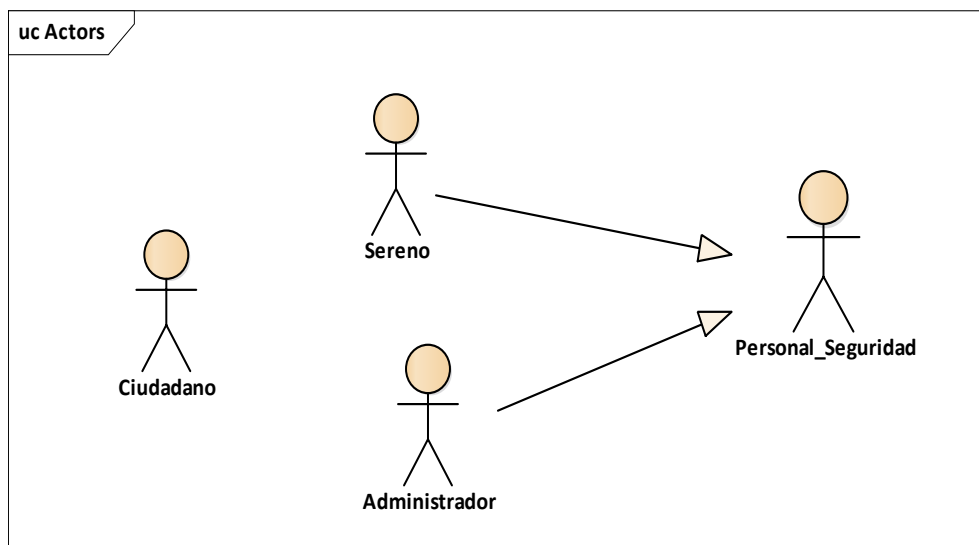 uc Actors
Sereno
Ciudadano
Personal_Seguridad
Administrador